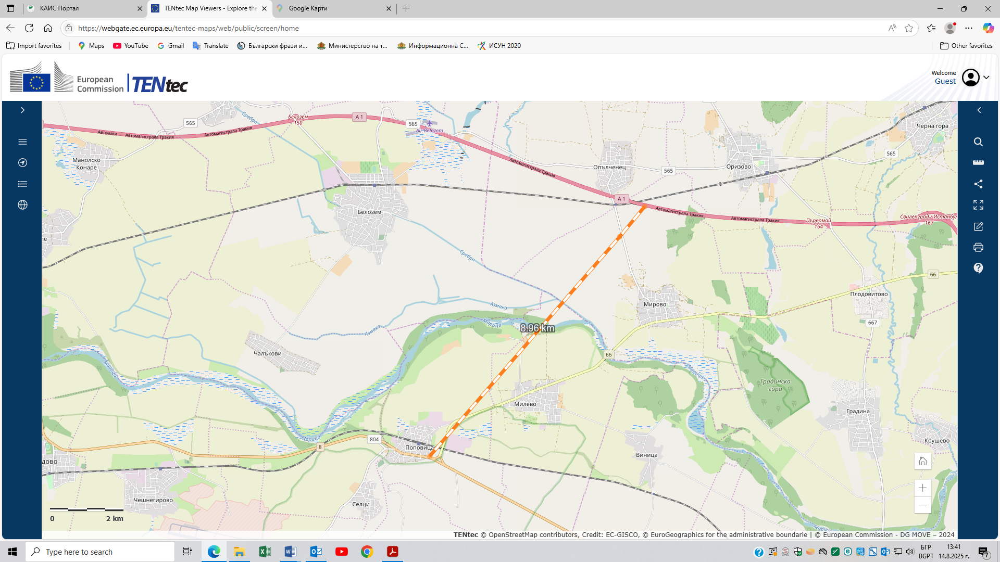 КАИС Портал
TENtec Map Viewers - Explore the
Google Карти
https://webgate.ec.europa.eu/tentec-maps/web/public/screen/home
Import favorites
Maps
YouTube
Gmail
Translate
Български фрази и...
Министерство на т...
Информационна С...
ИСУН 2020
Other favorites
European
Commission
TENtec
Welcome
Guest
Сребра
Белозем
150
A 1
565
565
Air Belozem
Автомаги
Автомагистрала Тракия
Автомагистрала Тракия
Черна гора
565
Манолско
Конаре
Автомагистрала Тракия
Опълченец
565
Оризово
A 1
Белозем
Автомагистрала Тракия
Автомагистрала Тракия
Първомай
164
Свиленград / Истанбул
167
ле
Сребра
66
Плодовитово
Мирово
Азмака
Марица
667
8.96 km
Азмака
Чалъкови
66
Марица
Марица
Градинска
гора
Милево
Градина
Марица
804
8
Поповица
Крушево
дово
Виница
Чешнегирово
Селци
Марица
0
2 km
TENtec © OpenStreetMap contributors, Credit: EC-GISCO, © EuroGeographics for the administrative boundarie | © European Commission - DG MOVE – 2024
Type here to search
БГР
BGPT
13:41
14.8.2025 г.
7